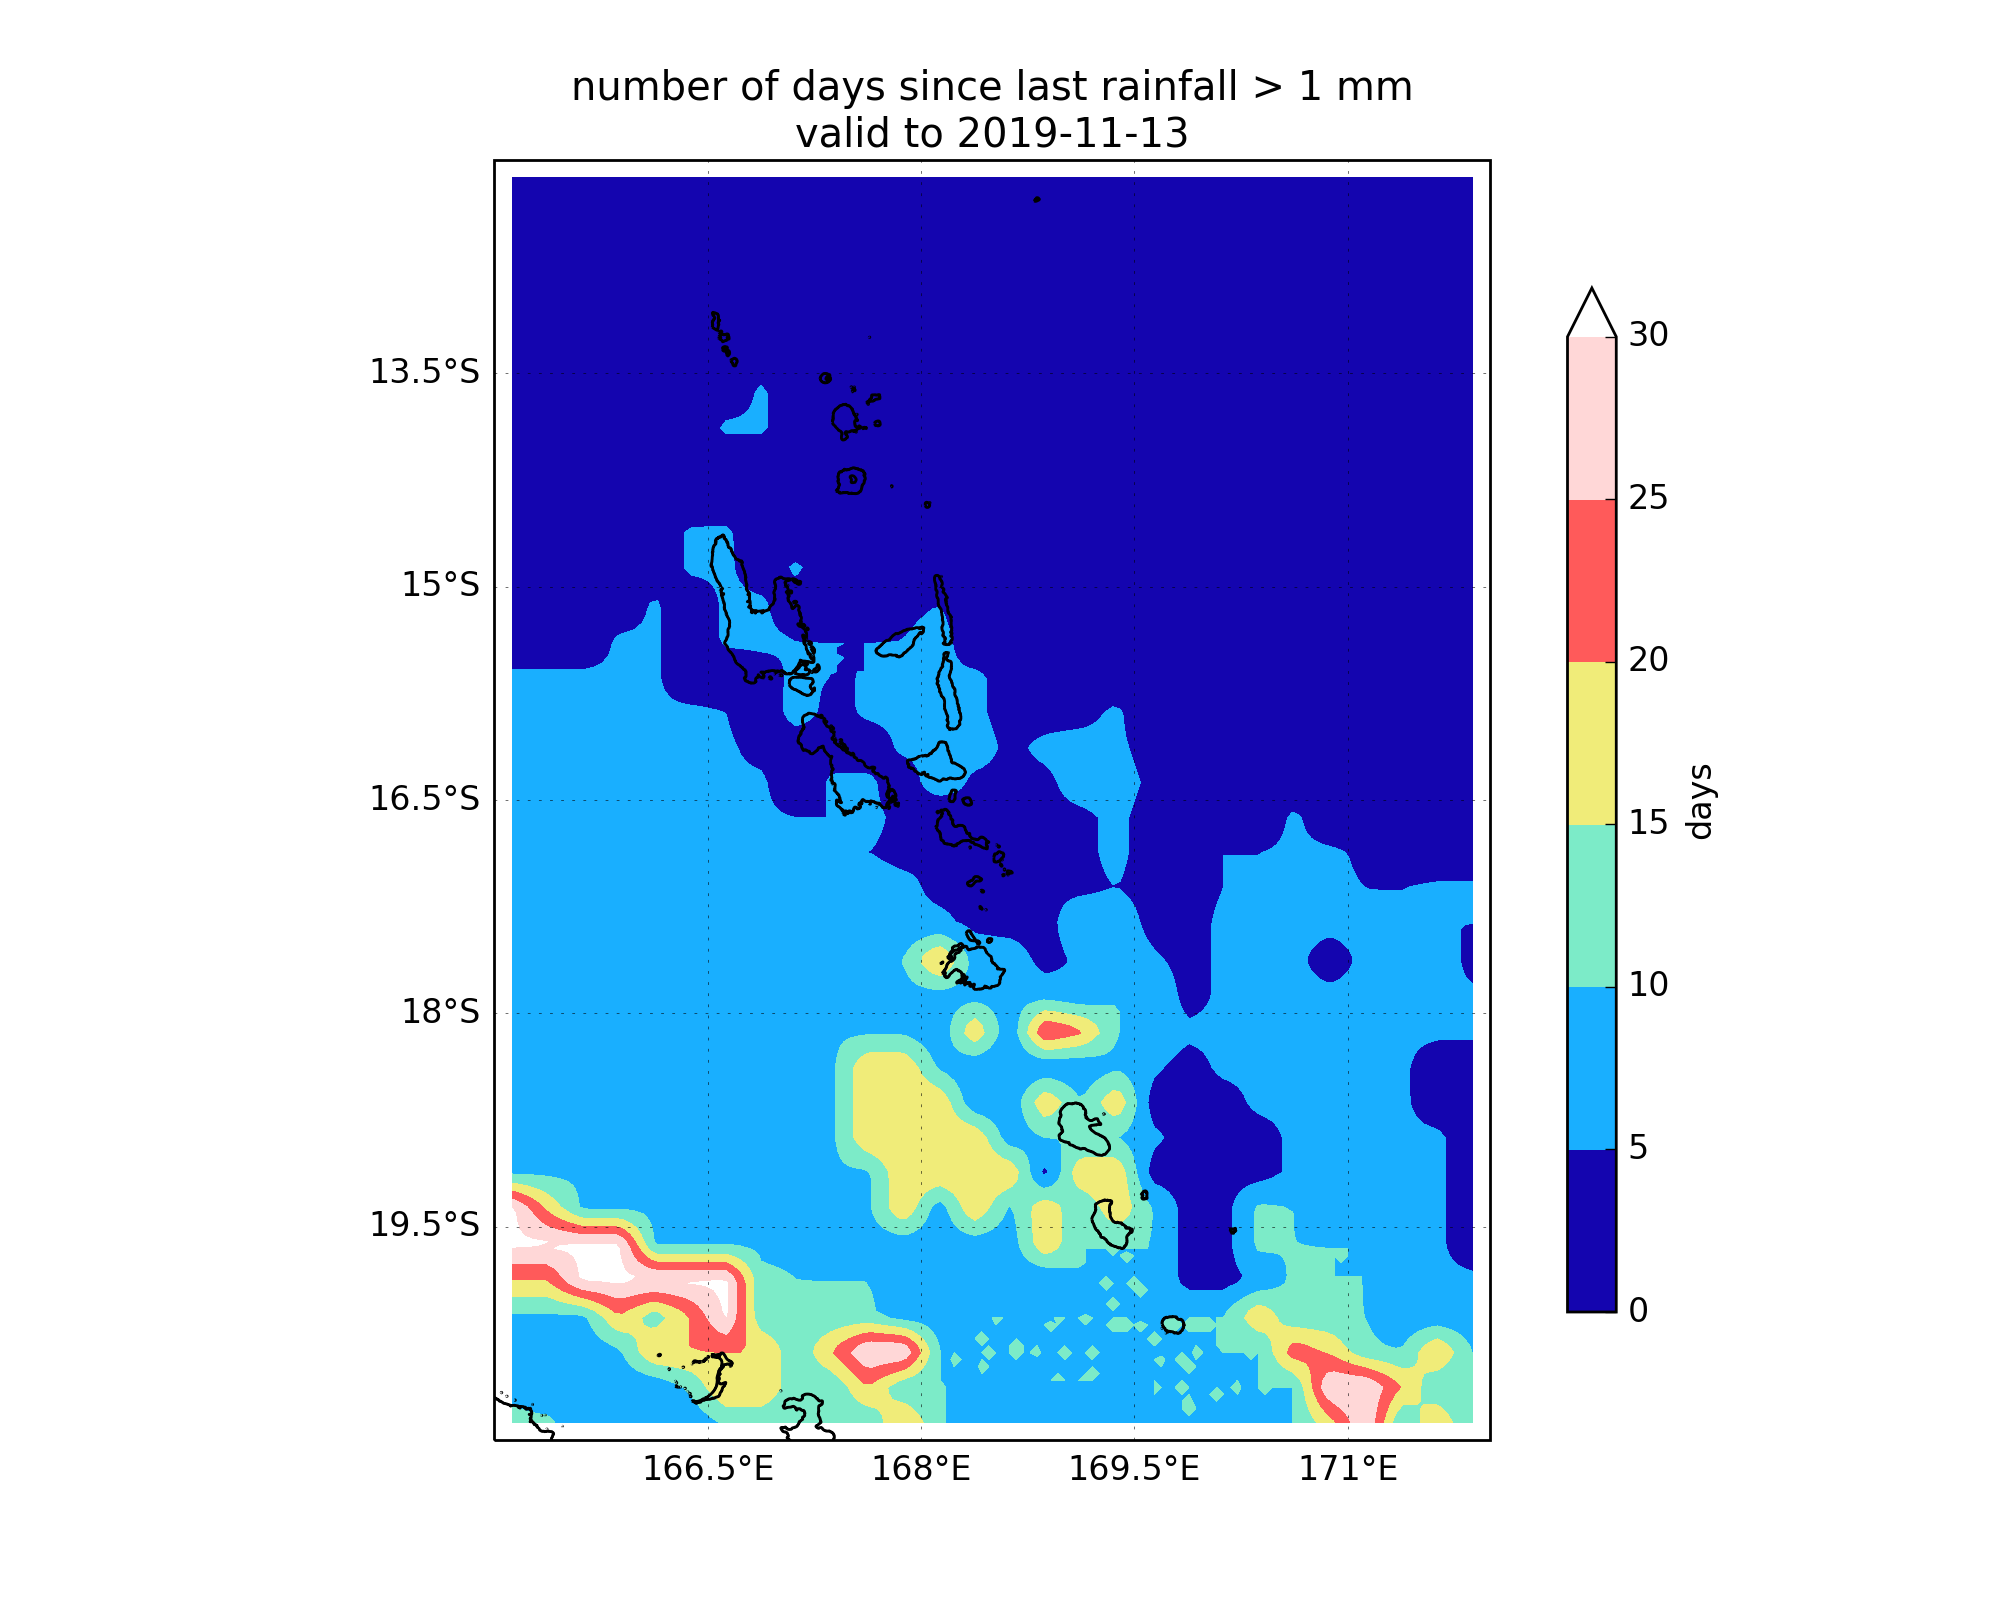 number of days since last rainfall > 1 mm
valid to 2019-11-13
13.5°S
15°S
16.5°S
18°S
19.5°S
166.5°E
168°E
169.5°E
171°E
30
25
20
15
10
5
0
days